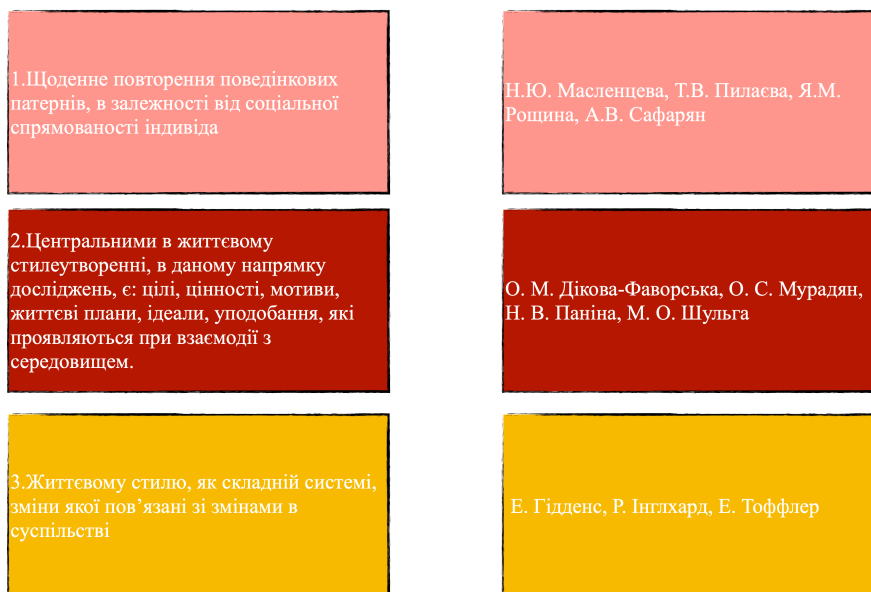 1.Щоденне повторення поведінкових
патернів, в залежності від соціальної
спрямованості індивіда
Н.Ю. Масленцева, Т.В. Пилаєва, Я.М.
Рощина, А.В. Сафарян
2.Центральними в життєвому
стилеутворенні, в даному напрямку
досліджень, є: цілі, цінності, мотиви,
життєві плани, ідеали, уподобання, які
проявляються при взаємодії з
середовищем.
О. М. Дікова-Фаворська, О. С. Мурадян,
Н. В. Паніна, М. О. Шульга
3.Життєвому стилю, як складній системі,
зміни якої пов’язані зі змінами в
суспільстві
Е. Гідденс, Р. Інглхард, Е. Тоффлер